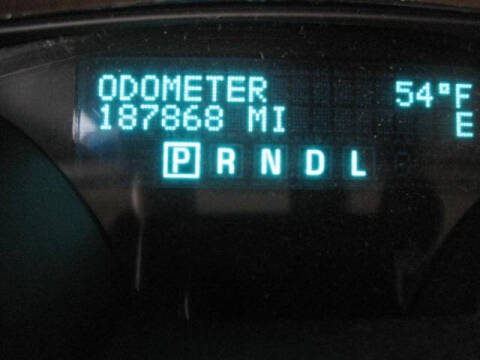 ODOMETER 54°F
187868 MI E
P R N D L